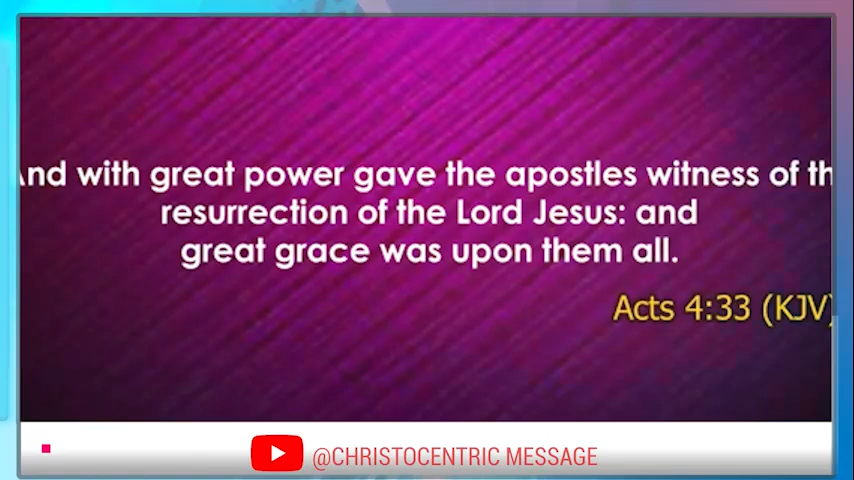 And with great power gave the apostles witness of th
resurrection of the Lord Jesus: and
great grace was upon them all.
Acts 4:33 (KJV)
@CHRISTOCENTRIC MESSAGE